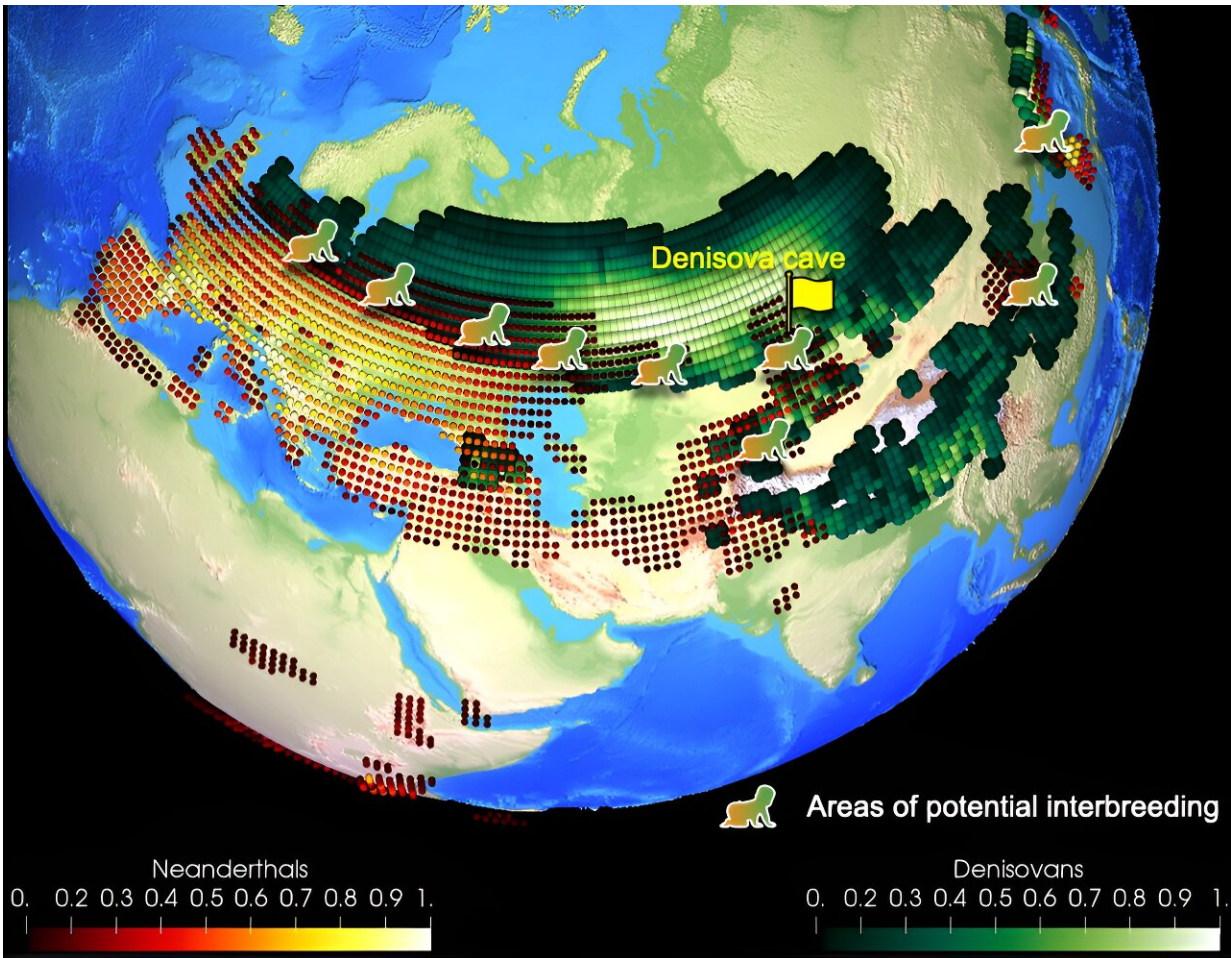 Denisova cave
Areas of potential interbreeding
Neanderthals
0. 0.2 0.3 0.4 0.5 0.6 0.7 0.8 0.9 1.
Denisovans
0. 0.2 0.3 0.4 0.5 0.6 0.7 0.8 0.9 1.